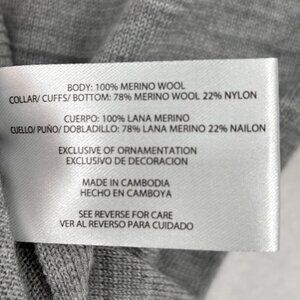 BODY: 100% MERINO WOOL
COLLAR/ CUFFS/ BOTTOM: 78% MERINO WOOL 22% NYLON
CUERPO: 100% LANA MERINO
CUELLO/ PUÑO/ DOBLADILLO: 78% LANA MERINO 22% NAILON
EXCLUSIVE OF ORNAMENTATION
EXCLUSIVO DE DECORACION
MADE IN CAMBODIA
HECHO EN CAMBOYA
SEE REVERSE FOR CARE
VER AL REVERSO PARA CUIDADO